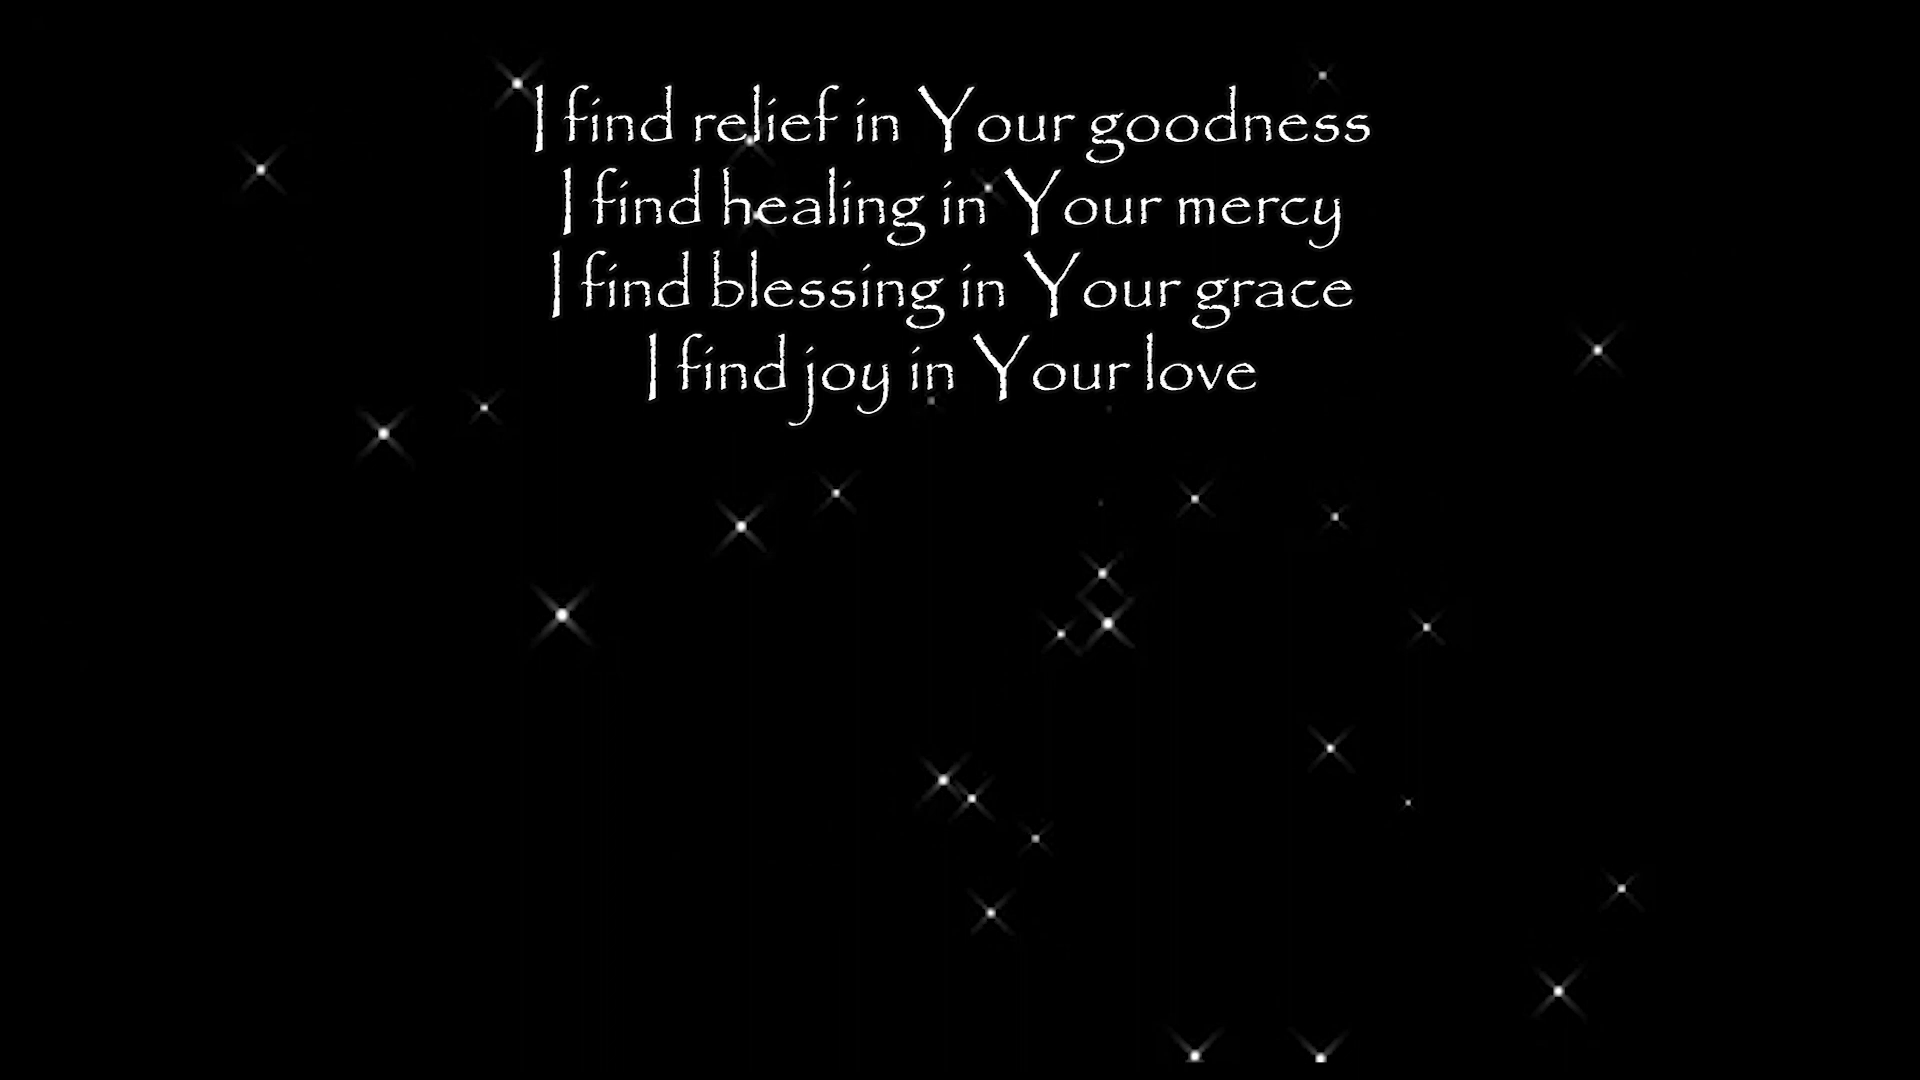 I find relief in Your goodness
I find healing in Your mercy
I find blessing in Your grace
I find joy in Your love